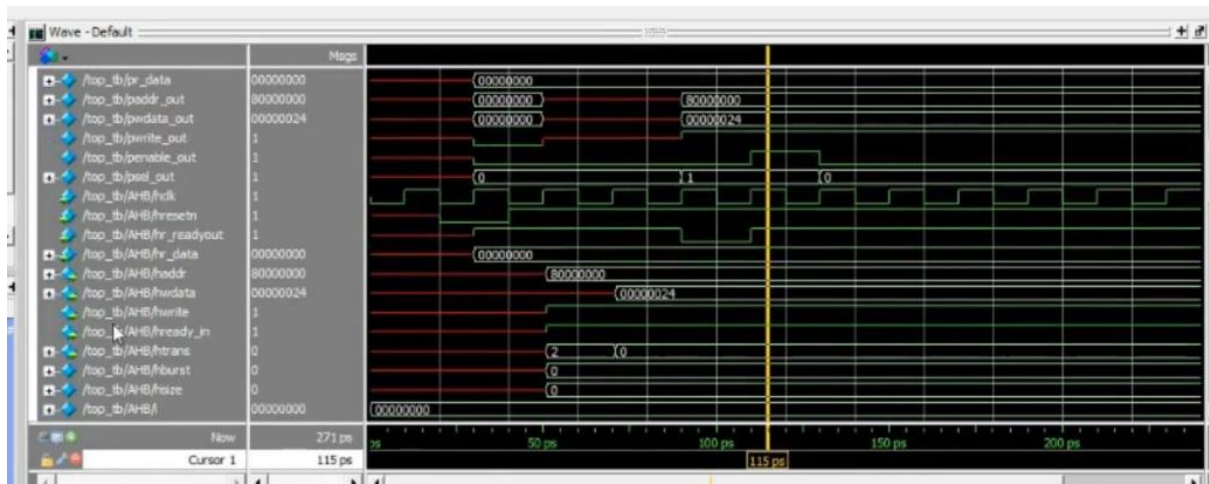 Wave - Default
Msgs
/top_tb/pr_data 00000000 00000000
/top_tb/paddr_out 80000000 00000000 80000000
/top_tb/pwdata_out 00000024 00000000 00000024
/top_tb/pwrite_out 1
/top_tb/penable_out 1
/top_tb/psel_out 1 0 1 0
/top_tb/AHB/hclk 1
/top_tb/AHB/hresetn 1
/top_tb/AHB/hr_readyout 1
/top_tb/AHB/hr_data 00000000 00000000
/top_tb/AHB/haddr 80000000 80000000
/top_tb/AHB/hwdata 00000024 00000024
/top_tb/AHB/hwrite 1
/top_tb/AHB/hready_in 1
/top_tb/AHB/htrans 0 2 0
/top_tb/AHB/hburst 0 0
/top_tb/AHB/hsize 0 0
/top_tb/AHB/i 00000000 00000000
Now 271 ps ps 50 ps 100 ps 150 ps 200 ps
Cursor 1 115 ps 115 ps